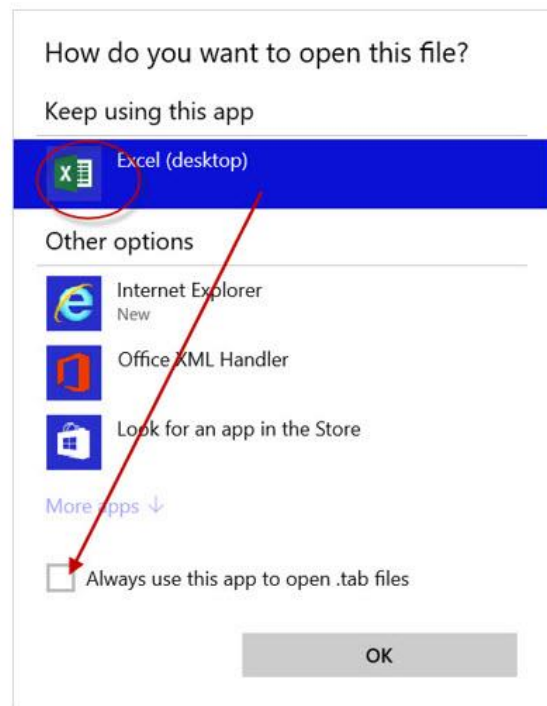 How do you want to open this file?
Keep using this app
Excel (desktop)
Other options
Internet Explorer
New
Office XML Handler
Look for an app in the Store
More apps ↓
Always use this app to open .tab files
OK